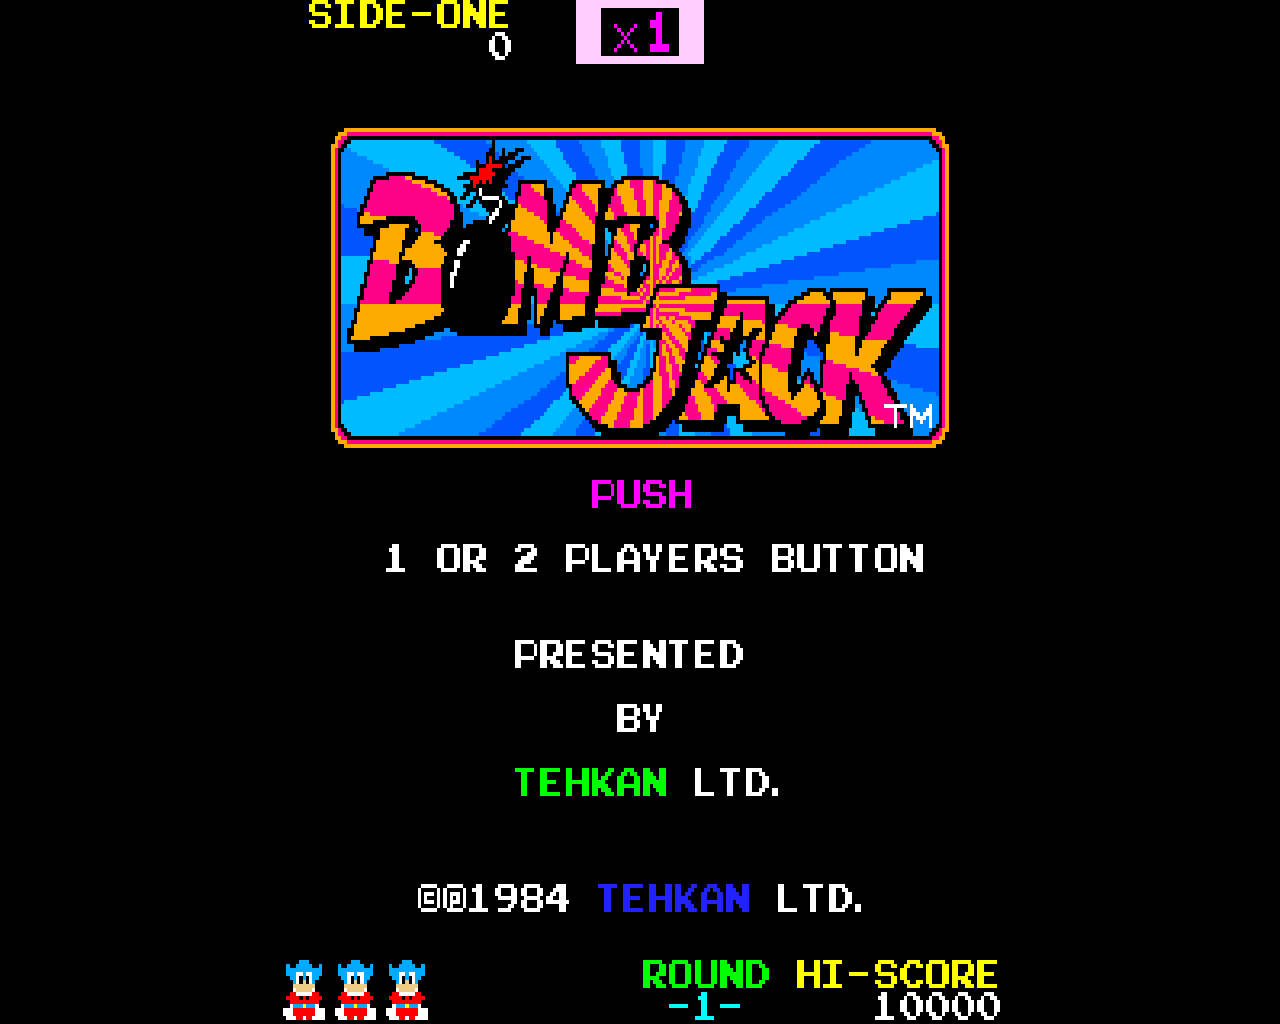 SIDE-ONE
0
x1
BOMB
JACK
TM
PUSH
1 OR 2 PLAYERS BUTTON
PRESENTED
BY
TEHKAN LTD.
©℗1984 TEHKAN LTD.
ROUND HI-SCORE
-1- 10000